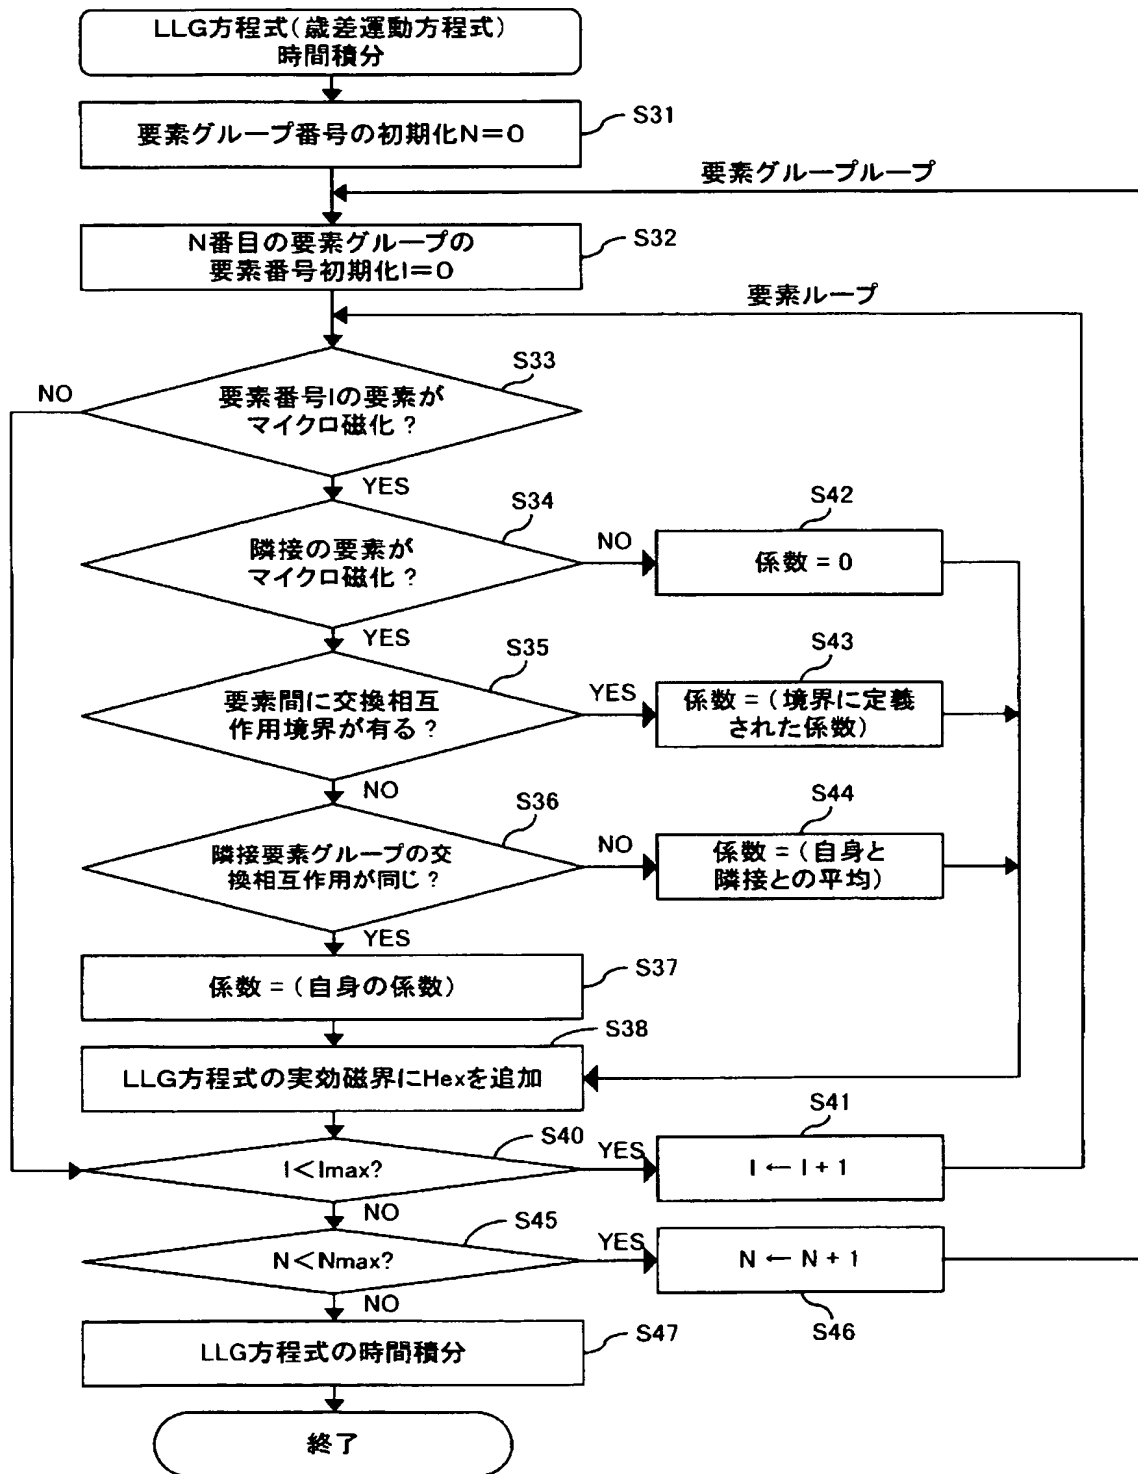 LLG方程式(歳差運動方程式)
時間積分
S31
要素グループ番号の初期化N=0
要素グループループ
S32
N番目の要素グループの
要素番号初期化I=0
要素ループ
S33
NO
要素番号Iの要素が
マイクロ磁化?
YES
S34
隣接の要素が
マイクロ磁化?
NO
S42
係数=0
YES
S35
要素間に交換相互
作用境界が有る?
YES
S43
係数=(境界に定義
された係数)
NO
S36
隣接要素グループの交
換相互作用が同じ?
NO
S44
係数=(自身と
隣接との平均)
YES
S37
係数=(自身の係数)
S38
LLG方程式の実効磁界にHexを追加
S40
I<Imax?
YES
S41
I←I+1
NO
S45
N<Nmax?
YES
N←N+1
S46
NO
S47
LLG方程式の時間積分
終了